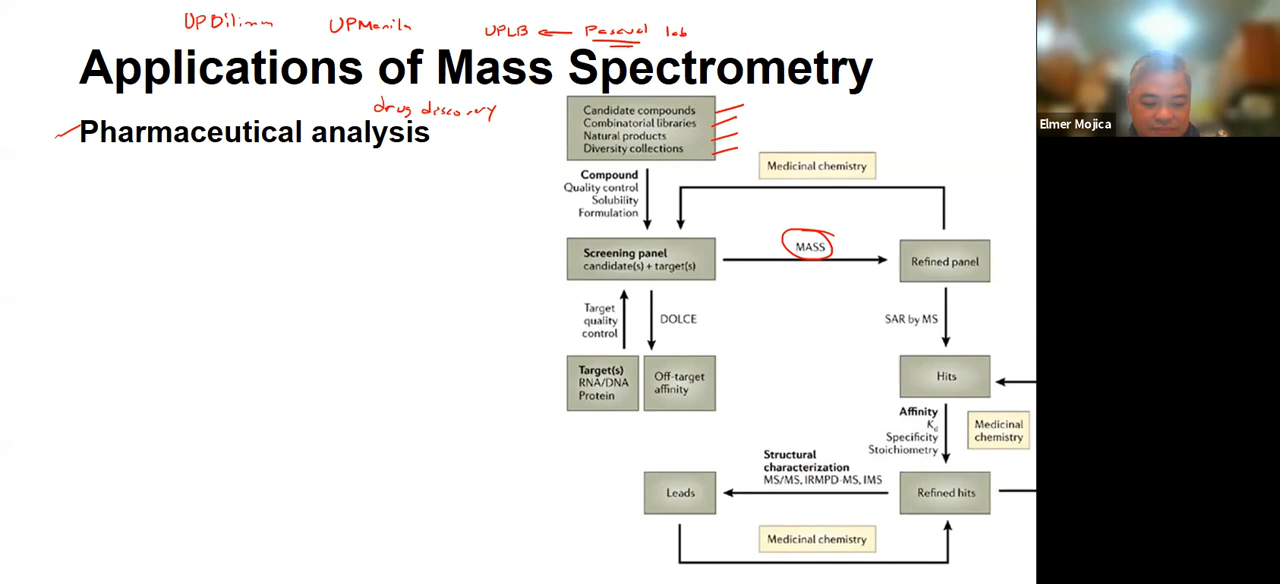 UPDiliman UPManila UPLB ← Pascual lab
Applications of Mass Spectrometry
drug discovery
Pharmaceutical analysis
Candidate compounds
Combinatorial libraries
Natural products
Diversity collections
Elmer Mojica
Medicinal chemistry
Compound
Quality control
Solubility
Formulation
Screening panel
candidate(s) + target(s)
MASS
Refined panel
Target
quality
control
DOLCE
SAR by MS
Target(s)
RNA/DNA
Protein
Off-target
affinity
Hits
Affinity
Kd
Specificity
Stoichiometry
Medicinal
chemistry
Structural
characterization
MS/MS, IRMPD-MS, IMS
Leads
Refined hits
Medicinal chemistry